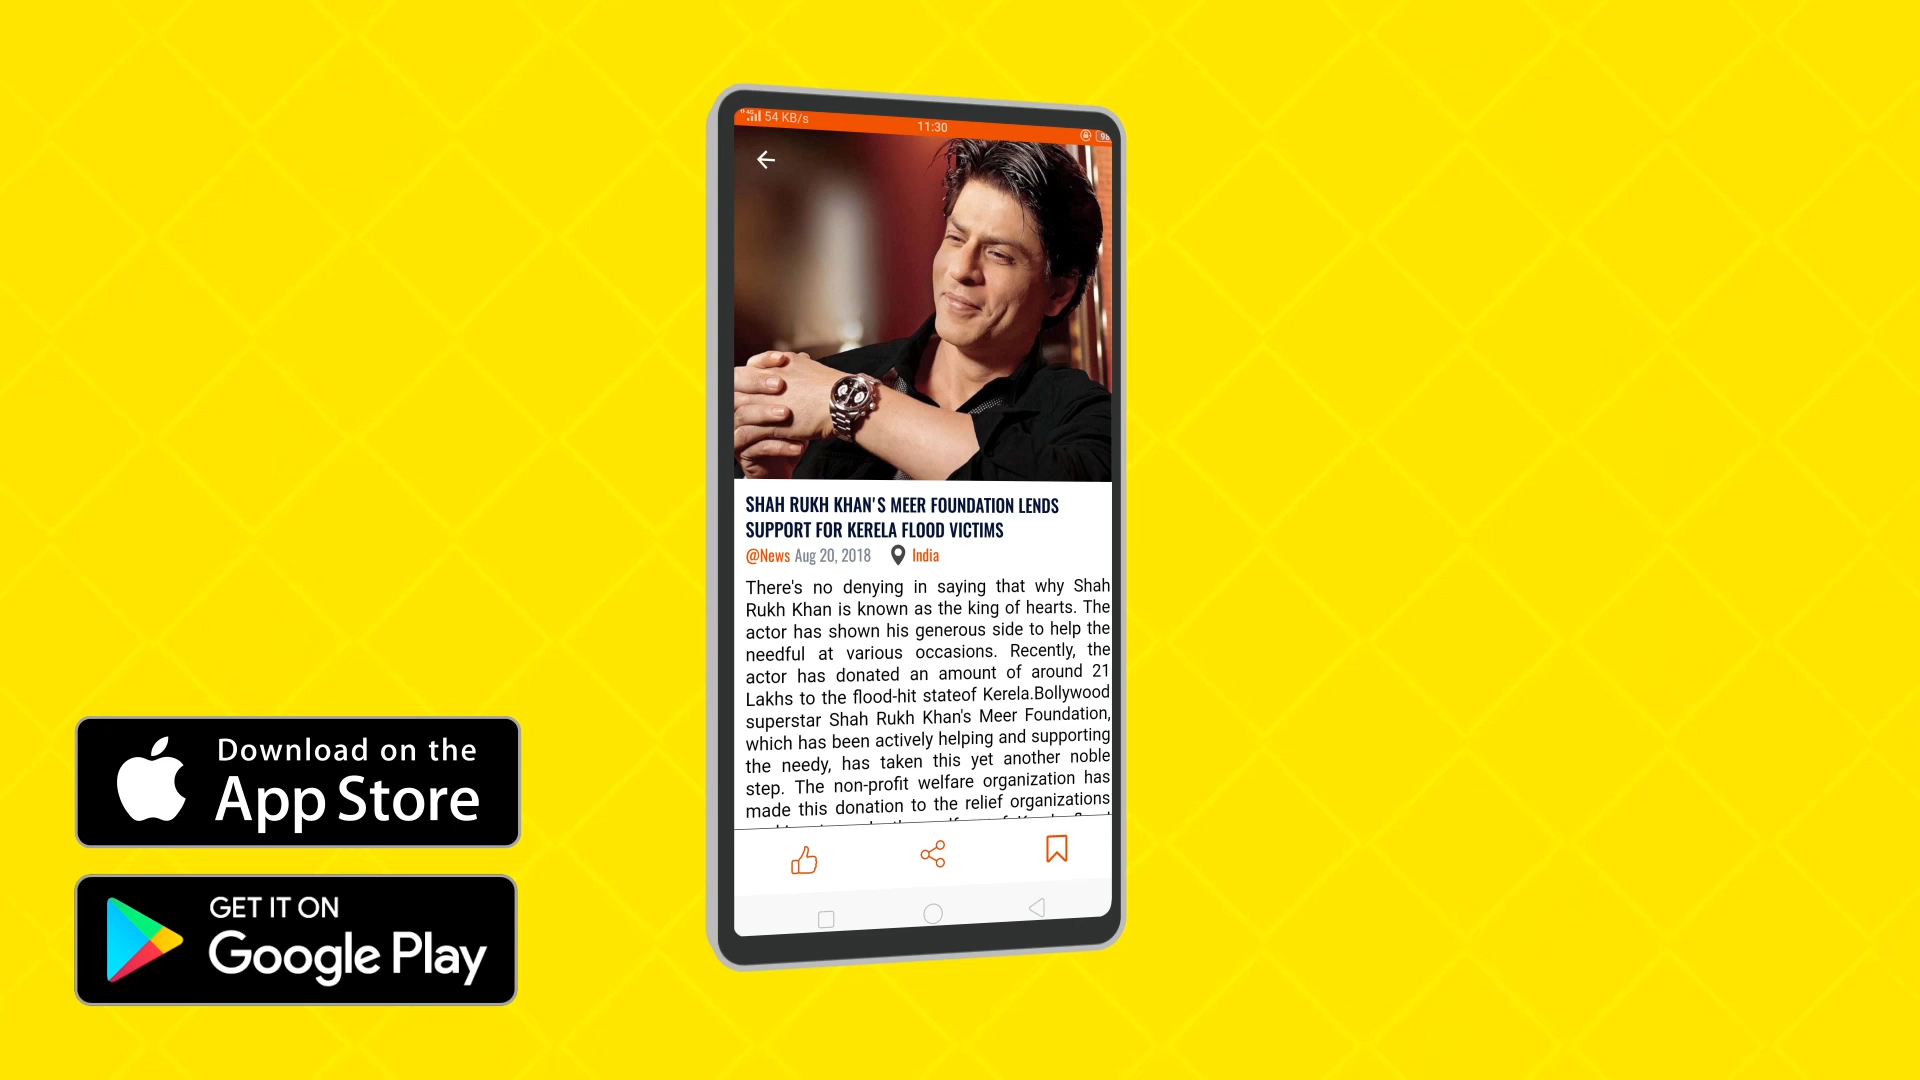 54 KB/s
11:30
SHAH RUKH KHAN'S MEER FOUNDATION LENDS
SUPPORT FOR KERELA FLOOD VICTIMS
@News Aug 20, 2018 India
There's no denying in saying that why Shah
Rukh Khan is known as the king of hearts. The
actor has shown his generous side to help the
needful at various occasions. Recently, the
actor has donated an amount of around 21
Lakhs to the flood-hit stateof Kerela.Bollywood
superstar Shah Rukh Khan's Meer Foundation,
which has been actively helping and supporting
the needy, has taken this yet another noble
step. The non-profit welfare organization has
made this donation to the relief organizations
Download on the
App Store
GET IT ON
Google Play